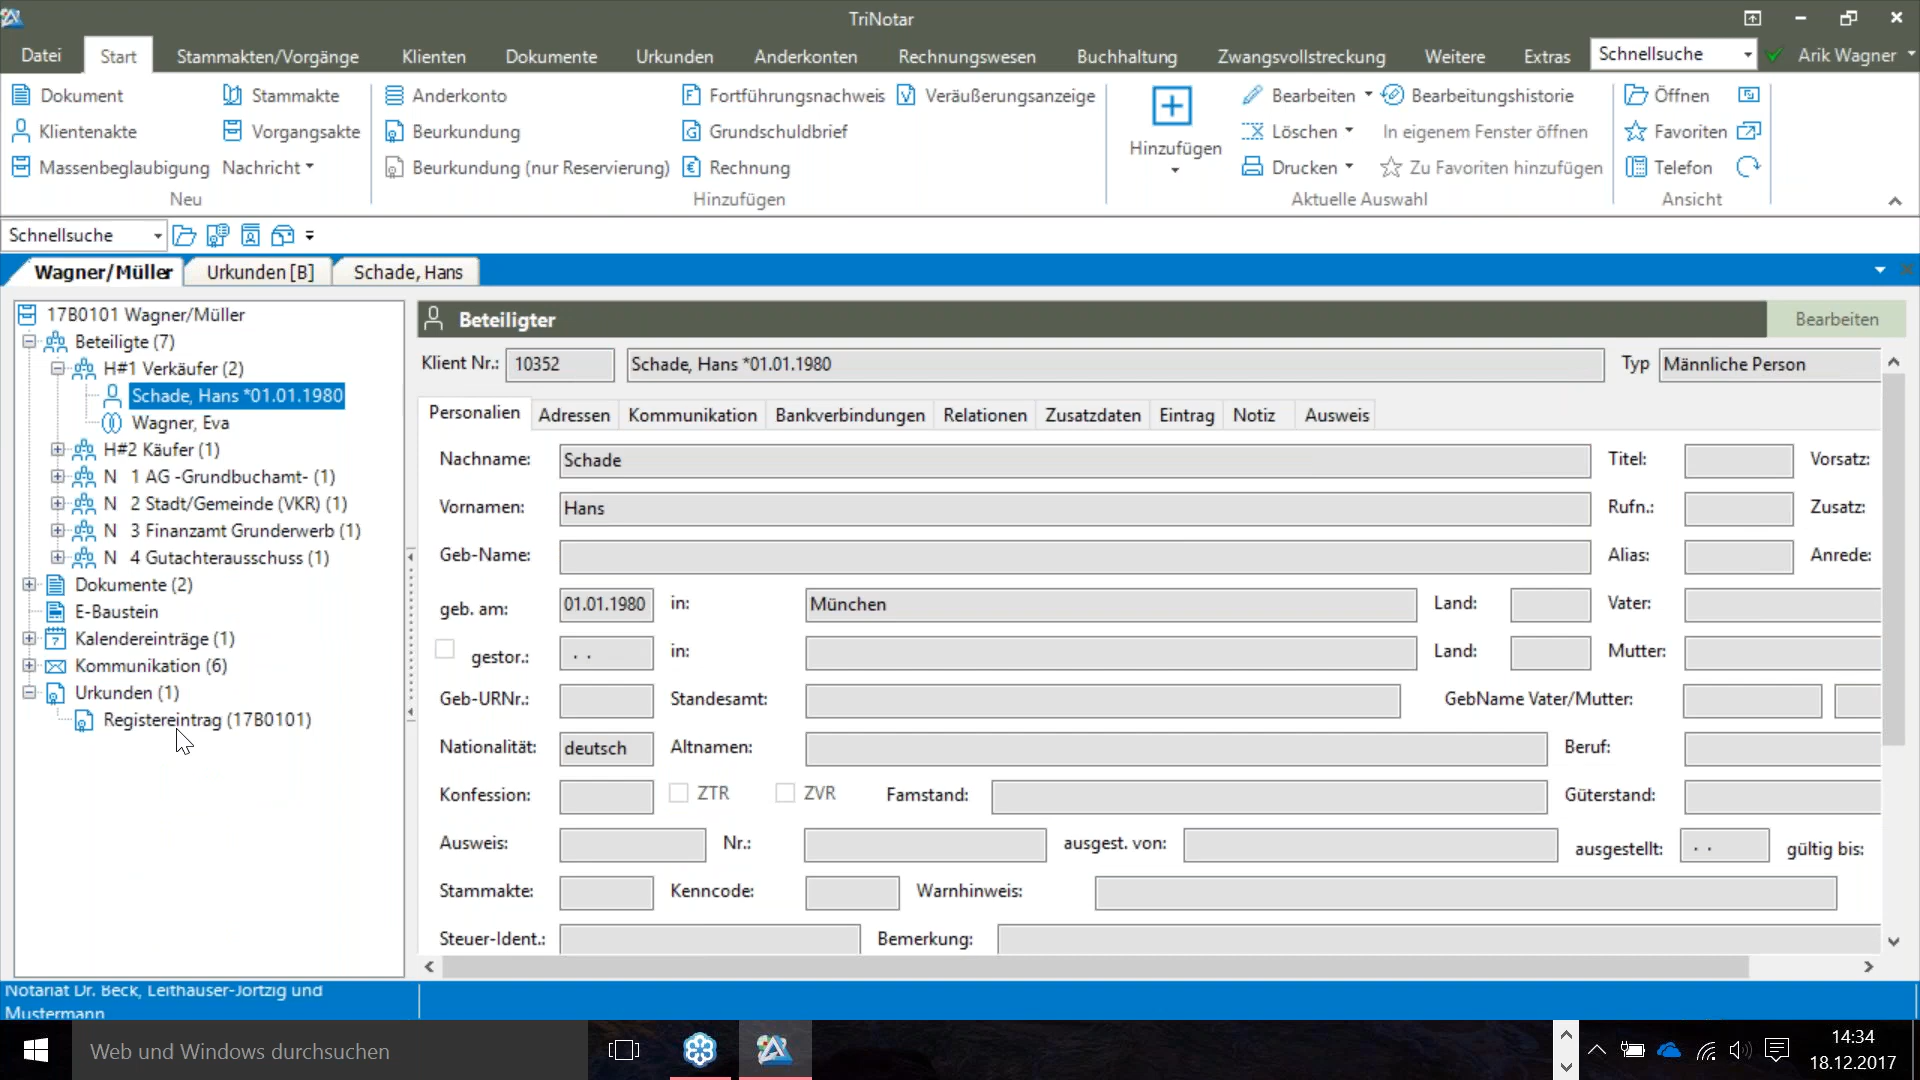 TriNotar
Datei Start Stammakten/Vorgänge Klienten Dokumente Urkunden Anderkonten Rechnungswesen Buchhaltung Zwangsvollstreckung Weitere Extras Schnellsuche Arik Wagner
Dokument Stammakte Anderkonto Fortführungsnachweis Veräußerungsanzeige Bearbeiten Bearbeitungshistorie Öffnen
Klientenakte Vorgangsakte Beurkundung Grundschuldbrief Hinzufügen Löschen In eigenem Fenster öffnen Favoriten
Massenbeglaubigung Nachricht Beurkundung (nur Reservierung) Rechnung Drucken Zu Favoriten hinzufügen Telefon
Neu Hinzufügen Aktuelle Auswahl Ansicht
Schnellsuche
Wagner/Müller Urkunden [B] Schade, Hans
17B0101 Wagner/Müller
Beteiligte (7)
H#1 Verkäufer (2)
Schade, Hans *01.01.1980
Wagner, Eva
H#2 Käufer (1)
N 1 AG -Grundbuchamt- (1)
N 2 Stadt/Gemeinde (VKR) (1)
N 3 Finanzamt Grunderwerb (1)
N 4 Gutachterausschuss (1)
Dokumente (2)
E-Baustein
Kalendereinträge (1)
Kommunikation (6)
Urkunden (1)
Registereintrag (17B0101)
Beteiligter Bearbeiten
Klient Nr.: 10352 Schade, Hans *01.01.1980 Typ Männliche Person
Personalien Adressen Kommunikation Bankverbindungen Relationen Zusatzdaten Eintrag Notiz Ausweis
Nachname: Schade Titel: Vorsatz:
Vornamen: Hans Rufn.: Zusatz:
Geb-Name: Alias: Anrede:
geb. am: 01.01.1980 in: München Land: Vater:
gestor.: . . in: Land: Mutter:
Geb-URNr.: Standesamt: GebName Vater/Mutter:
Nationalität: deutsch Altnamen: Beruf:
Konfession: ZTR ZVR Famstand: Güterstand:
Ausweis: Nr.: ausgest. von: ausgestellt: . . gültig bis:
Stammakte: Kenncode: Warnhinweis:
Steuer-Ident.: Bemerkung:
Notariat Dr. Beck, Leithäuser-Jortzig und
Mustermann
Web und Windows durchsuchen
14:34
18.12.2017